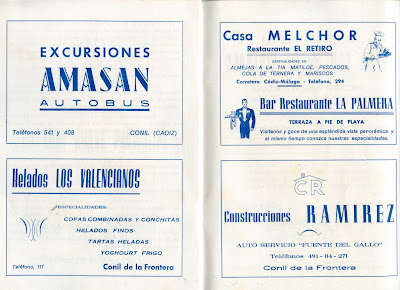 EXCURSIONES
AMASAN
AUTOBUS
Teléfonos 541 y 408 CONIL (CADIZ)
Helados LOS VALENCIANOS
ESPECIALIDADES:
COPAS COMBINADAS Y CONCHITAS
HELADOS FINOS
TARTAS HELADAS
YOGHOURT FRIGO
Teléfono, 117 Conil de la Frontera
Casa MELCHOR
Restaurante EL RETIRO
ESPECIALIDADES EN
ALMEJAS A LA TIA MATILDE, PESCADOS,
COLA DE TERNERA Y MARISCOS
Carretera Cádiz-Málaga - Teléfono, 294
Bar Restaurante LA PALMERA
TERRAZA A PIE DE PLAYA
Visítenos y goce de una espléndida vista panorámica y
al mismo tiempo conozca nuestras especialidades.
CR
Construcciones RAMIREZ
AUTO SERVICIO "FUENTE DEL GALLO"
Teléfonos 491-84-271
Conil de la Frontera